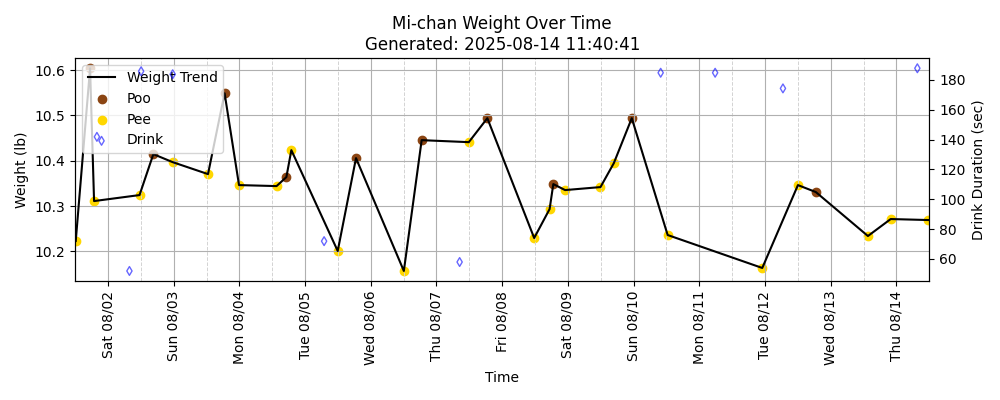 Mi-chan Weight Over Time
Generated: 2025-08-14 11:40:41
Weight (lb)
10.6
10.5
10.4
10.3
10.2
Weight Trend
Poo
Pee
Drink
180
160
140
120
100
80
60
Drink Duration (sec)
Sat 08/02
Sun 08/03
Mon 08/04
Tue 08/05
Wed 08/06
Thu 08/07
Fri 08/08
Sat 08/09
Sun 08/10
Mon 08/11
Tue 08/12
Wed 08/13
Thu 08/14
Time